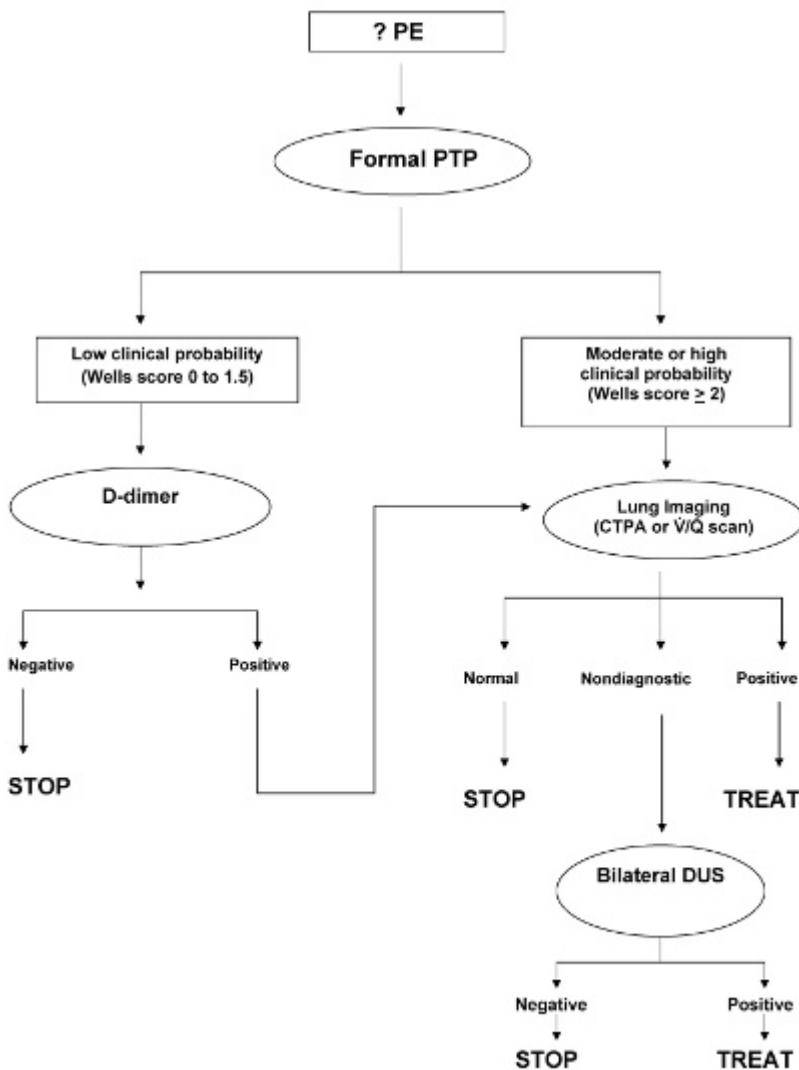 ? PE
Formal PTP
Low clinical probability
(Wells score 0 to 1.5)
Moderate or high
clinical probability
(Wells score ≥ 2)
D-dimer
Lung Imaging
(CTPA or V̇/Q̇ scan)
Negative
Positive
Normal
Nondiagnostic
Positive
STOP
STOP
TREAT
Bilateral DUS
Negative
Positive
STOP
TREAT